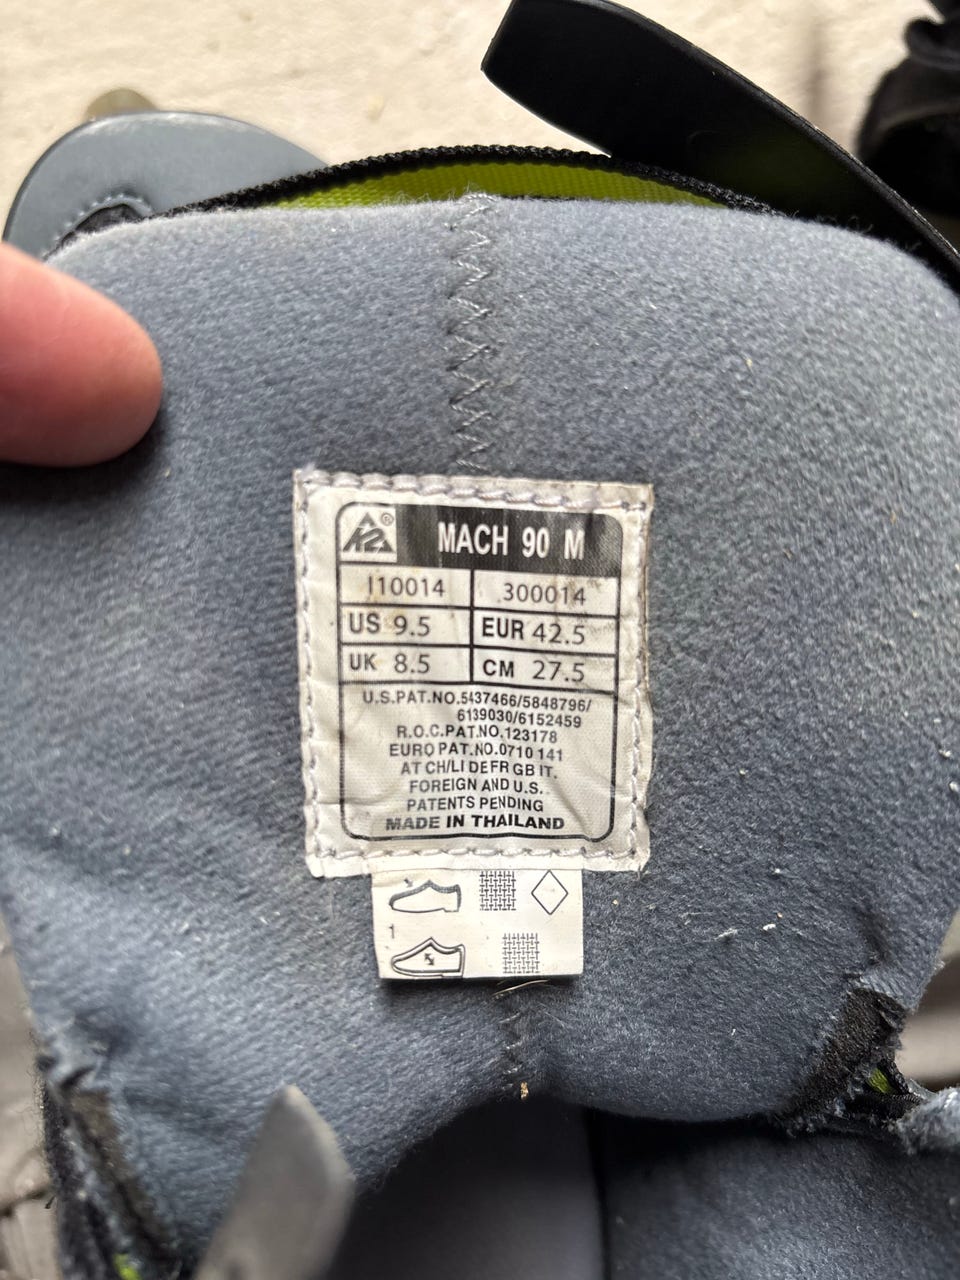 K2® MACH 90 M
I10014 300014
US 9.5 EUR 42.5
UK 8.5 CM 27.5
U.S.PAT.NO.5437466/5848796/
6139030/6152459
R.O.C.PAT.NO.123178
EURO PAT.NO.0710 141
AT CH/LI DE FR GB IT.
FOREIGN AND U.S.
PATENTS PENDING
MADE IN THAILAND
1